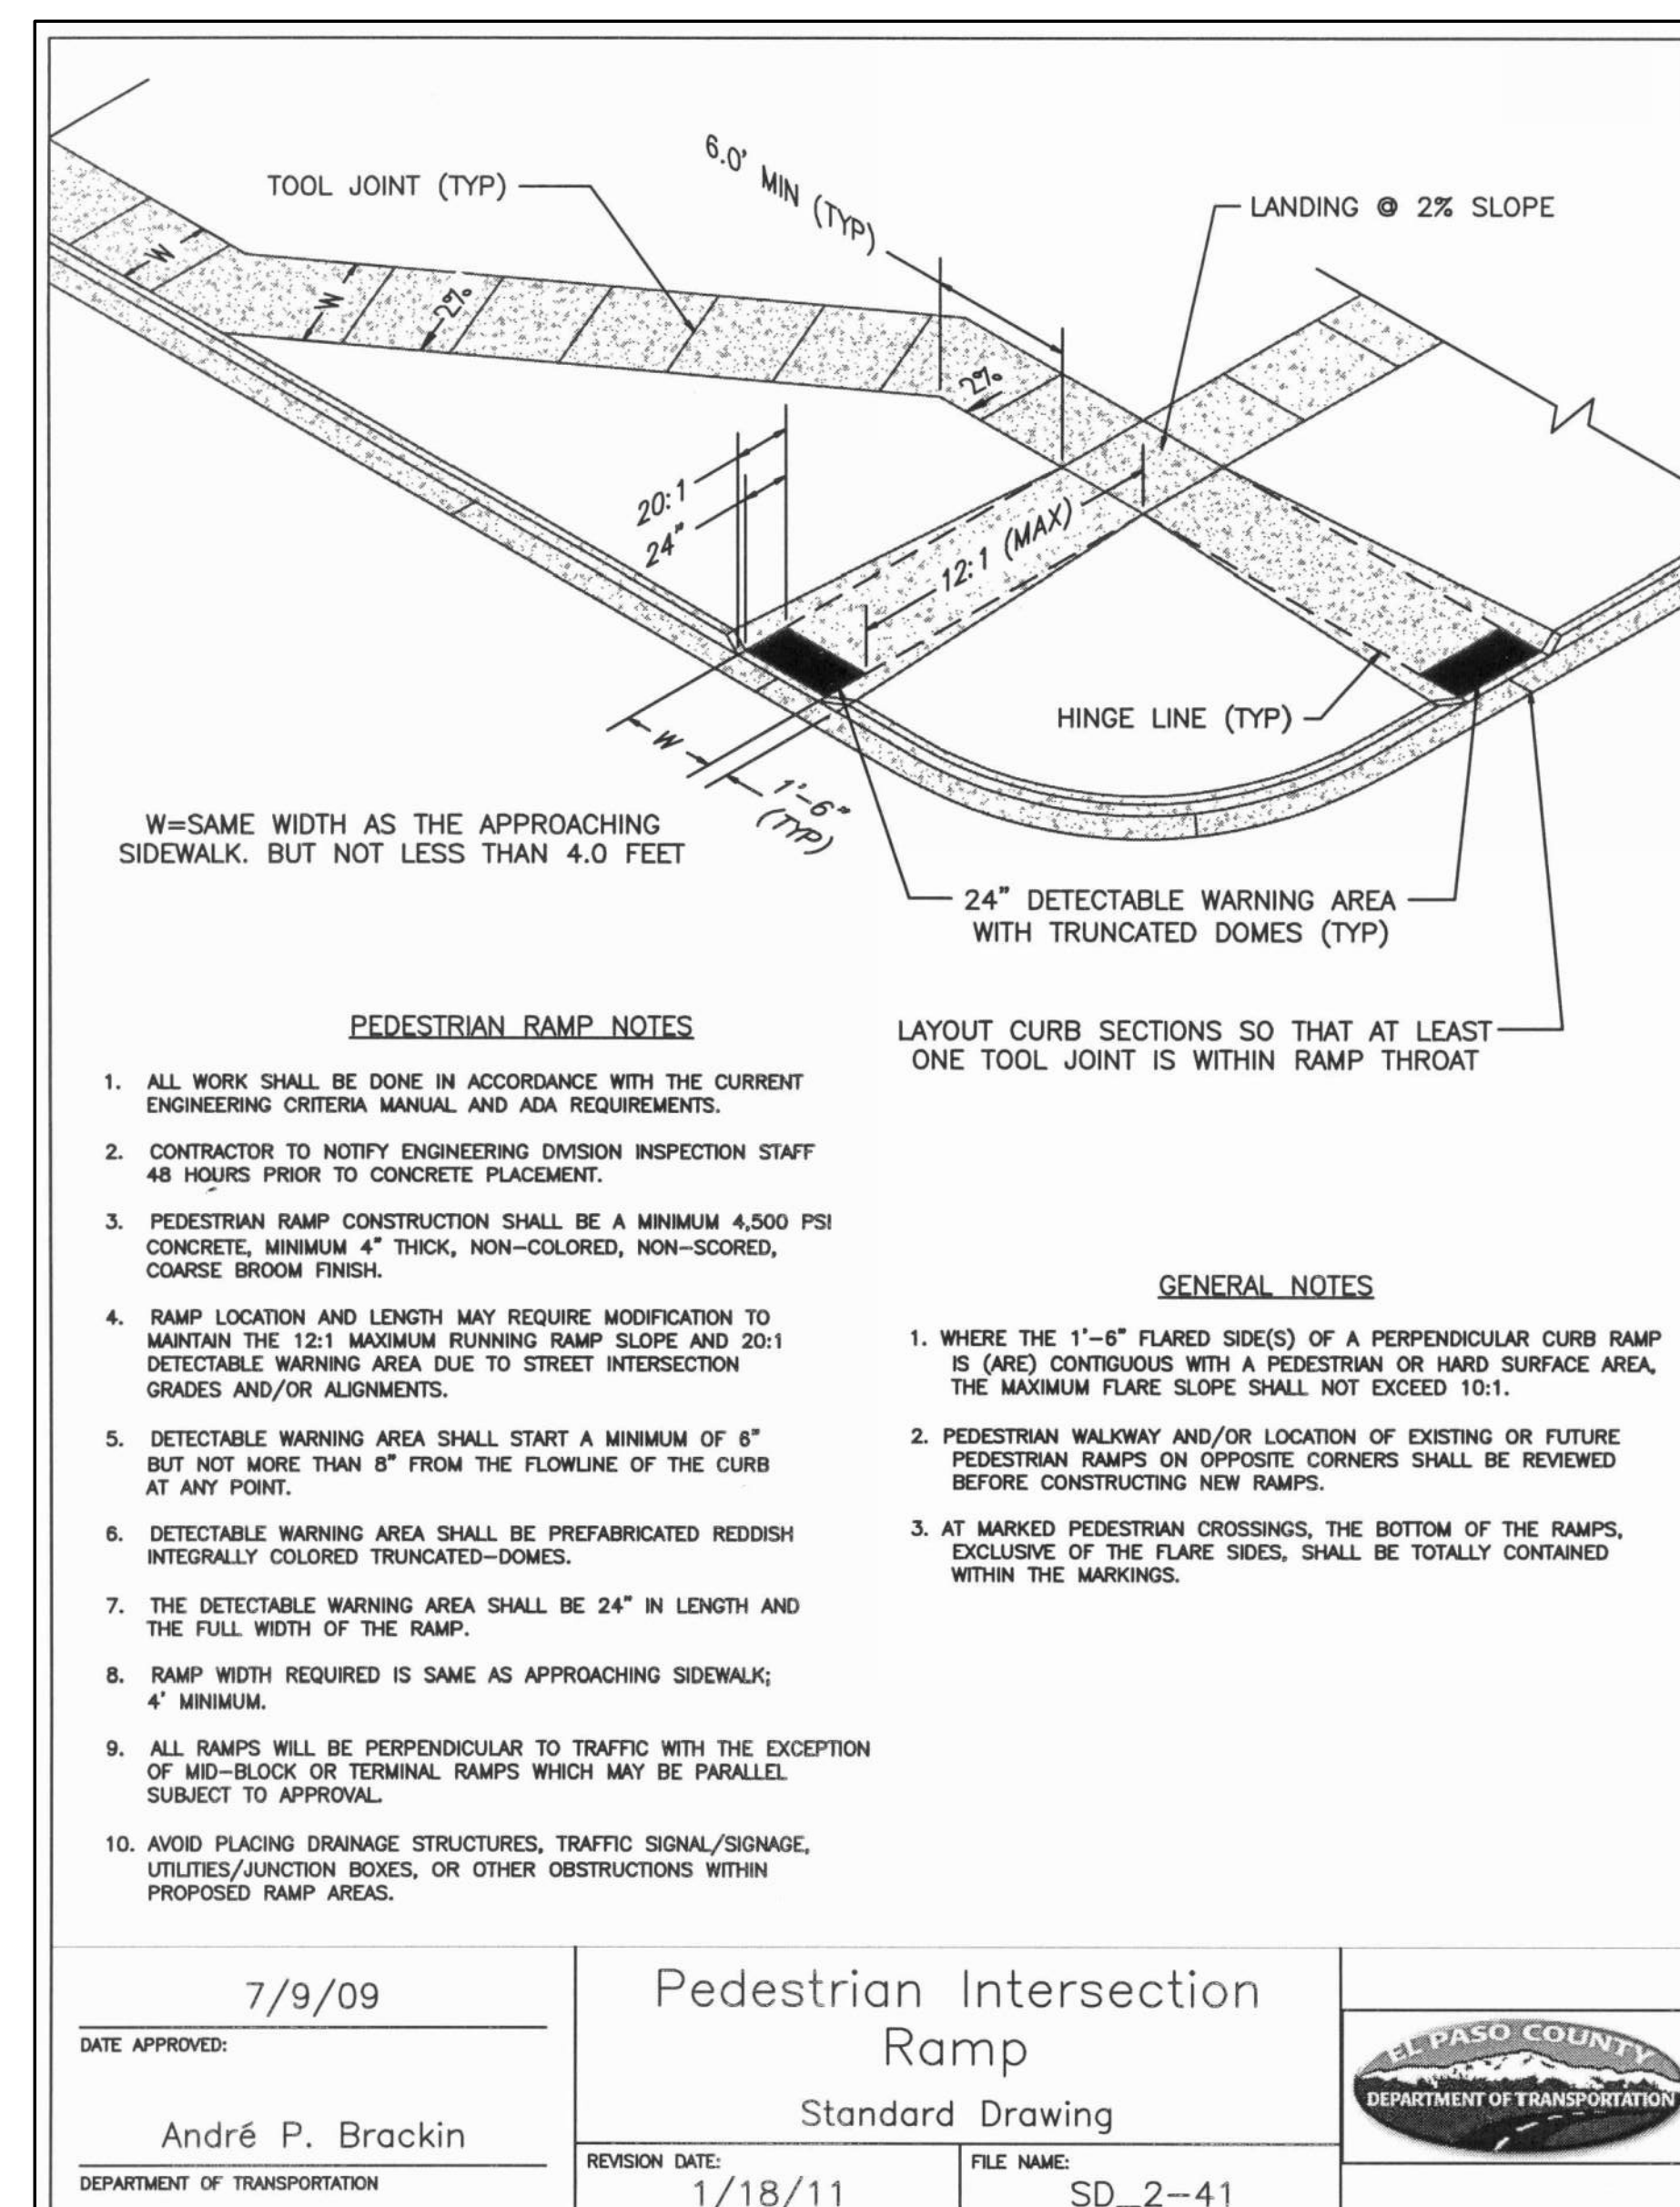 TOOL JOINT (TYP)
6.0' MIN (TYP)
LANDING @ 2% SLOPE
W
W
2%
2%
20:1
24"
12:1 (MAX)
HINGE LINE (TYP)
W
1'-6"
(TYP)
W=SAME WIDTH AS THE APPROACHING
SIDEWALK. BUT NOT LESS THAN 4.0 FEET
24" DETECTABLE WARNING AREA
WITH TRUNCATED DOMES (TYP)
LAYOUT CURB SECTIONS SO THAT AT LEAST
ONE TOOL JOINT IS WITHIN RAMP THROAT
PEDESTRIAN RAMP NOTES
1. ALL WORK SHALL BE DONE IN ACCORDANCE WITH THE CURRENT
ENGINEERING CRITERIA MANUAL AND ADA REQUIREMENTS.
2. CONTRACTOR TO NOTIFY ENGINEERING DIVISION INSPECTION STAFF
48 HOURS PRIOR TO CONCRETE PLACEMENT.
3. PEDESTRIAN RAMP CONSTRUCTION SHALL BE A MINIMUM 4,500 PSI
CONCRETE, MINIMUM 4" THICK, NON-COLORED, NON-SCORED,
COARSE BROOM FINISH.
4. RAMP LOCATION AND LENGTH MAY REQUIRE MODIFICATION TO
MAINTAIN THE 12:1 MAXIMUM RUNNING RAMP SLOPE AND 20:1
DETECTABLE WARNING AREA DUE TO STREET INTERSECTION
GRADES AND/OR ALIGNMENTS.
5. DETECTABLE WARNING AREA SHALL START A MINIMUM OF 6"
BUT NOT MORE THAN 8" FROM THE FLOWLINE OF THE CURB
AT ANY POINT.
6. DETECTABLE WARNING AREA SHALL BE PREFABRICATED REDDISH
INTEGRALLY COLORED TRUNCATED-DOMES.
7. THE DETECTABLE WARNING AREA SHALL BE 24" IN LENGTH AND
THE FULL WIDTH OF THE RAMP.
8. RAMP WIDTH REQUIRED IS SAME AS APPROACHING SIDEWALK;
4' MINIMUM.
9. ALL RAMPS WILL BE PERPENDICULAR TO TRAFFIC WITH THE EXCEPTION
OF MID-BLOCK OR TERMINAL RAMPS WHICH MAY BE PARALLEL
SUBJECT TO APPROVAL.
10. AVOID PLACING DRAINAGE STRUCTURES, TRAFFIC SIGNAL/SIGNAGE,
UTILITIES/JUNCTION BOXES, OR OTHER OBSTRUCTIONS WITHIN
PROPOSED RAMP AREAS.
GENERAL NOTES
1. WHERE THE 1'-6" FLARED SIDE(S) OF A PERPENDICULAR CURB RAMP
IS (ARE) CONTIGUOUS WITH A PEDESTRIAN OR HARD SURFACE AREA,
THE MAXIMUM FLARE SLOPE SHALL NOT EXCEED 10:1.
2. PEDESTRIAN WALKWAY AND/OR LOCATION OF EXISTING OR FUTURE
PEDESTRIAN RAMPS ON OPPOSITE CORNERS SHALL BE REVIEWED
BEFORE CONSTRUCTING NEW RAMPS.
3. AT MARKED PEDESTRIAN CROSSINGS, THE BOTTOM OF THE RAMPS,
EXCLUSIVE OF THE FLARE SIDES, SHALL BE TOTALLY CONTAINED
WITHIN THE MARKINGS.
7/9/09
DATE APPROVED:
André P. Brackin
DEPARTMENT OF TRANSPORTATION
Pedestrian Intersection
Ramp
Standard Drawing
REVISION DATE:
1/18/11
FILE NAME:
SD_2-41
EL PASO COUNTY
DEPARTMENT OF TRANSPORTATION